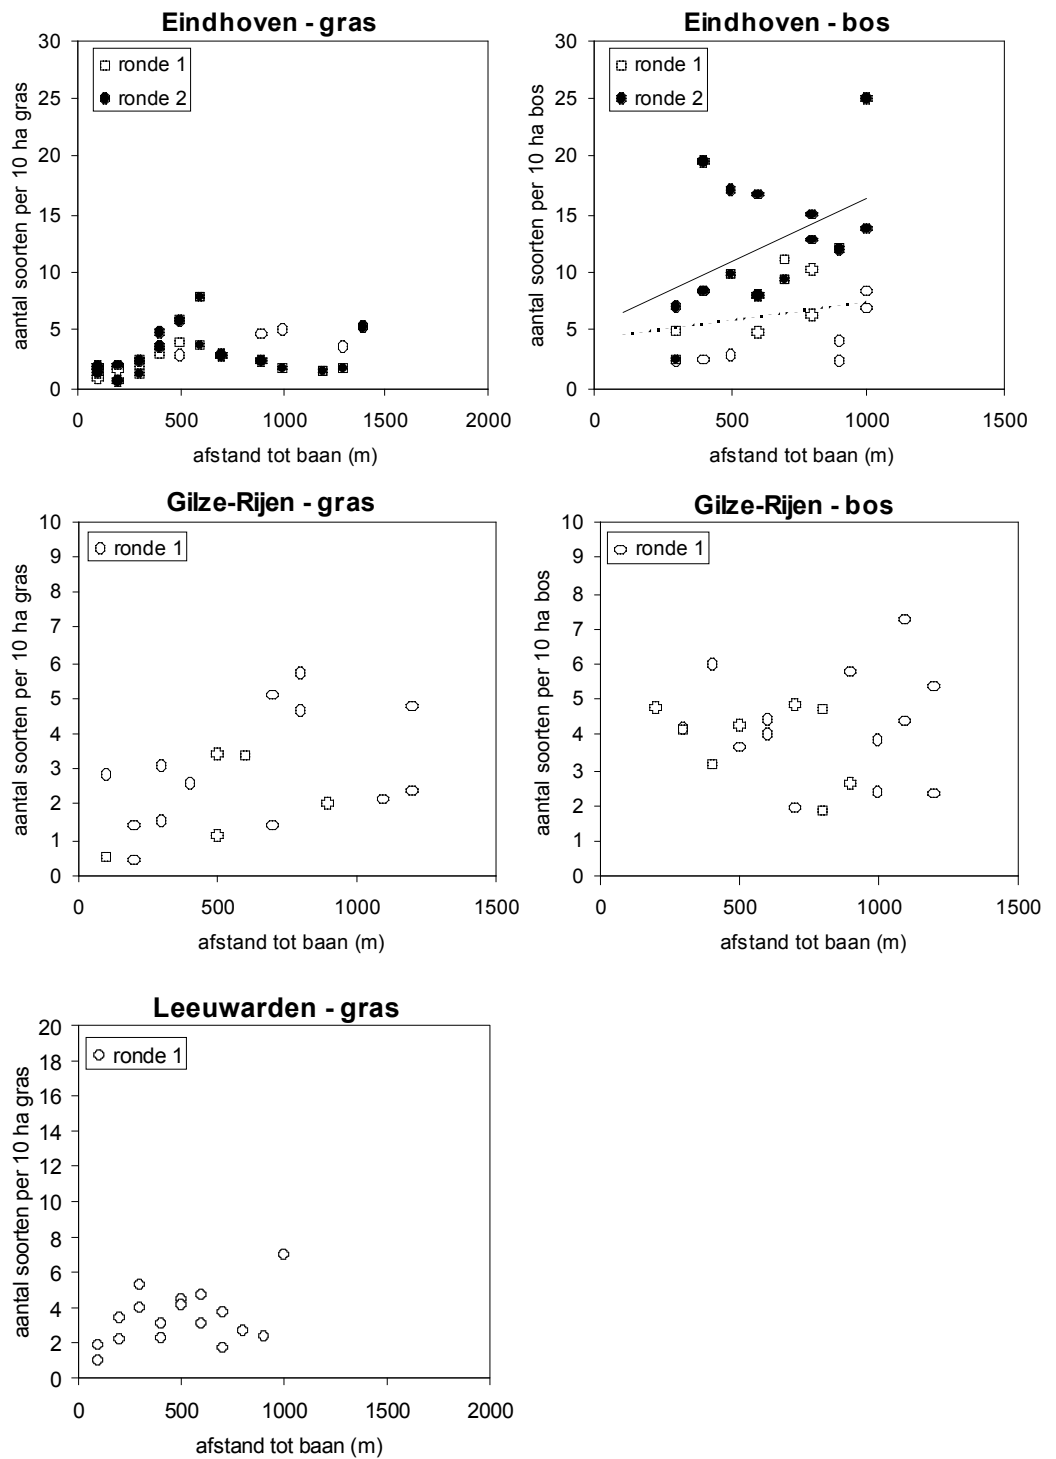 Eindhoven - gras
30
25
20
15
10
5
0
aantal soorten per 10 ha gras
ronde 1
ronde 2
0 500 1000 1500 2000
afstand tot baan (m)
Eindhoven - bos
30
25
20
15
10
5
0
aantal soorten per 10 ha bos
ronde 1
ronde 2
0 500 1000 1500
afstand tot baan (m)
Gilze-Rijen - gras
10
9
8
7
6
5
4
3
2
1
0
aantal soorten per 10 ha gras
ronde 1
0 500 1000 1500
afstand tot baan (m)
Gilze-Rijen - bos
10
9
8
7
6
5
4
3
2
1
0
aantal soorten per 10 ha bos
ronde 1
0 500 1000 1500
afstand tot baan (m)
Leeuwarden - gras
20
18
16
14
12
10
8
6
4
2
0
aantal soorten per 10 ha gras
ronde 1
0 500 1000 1500 2000
afstand tot baan (m)